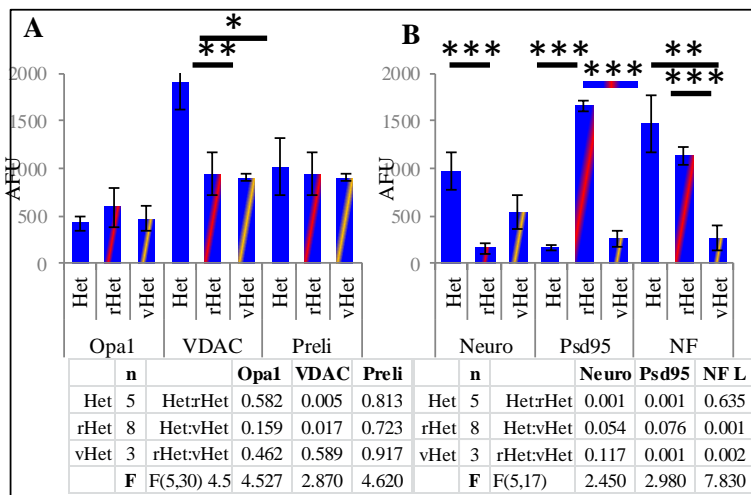 A
*
**
AFU
2000
1500
1000
500
0
Het rHet vHet Het rHet vHet Het rHet vHet
Opa1 VDAC Preli
B
*** *** **
*** ***
AFU
2000
1500
1000
500
0
Het rHet vHet Het rHet vHet Het rHet vHet
Neuro Psd95 NF
n Opa1 VDAC Preli
Het 5 Het:rHet 0.582 0.005 0.813
rHet 8 Het:vHet 0.159 0.017 0.723
vHet 3 rHet:vHet 0.462 0.589 0.917
F F(5,30) 4.5 4.527 2.870 4.620
n Neuro Psd95 NF L
Het 5 Het:rHet 0.001 0.001 0.635
rHet 8 Het:vHet 0.054 0.076 0.001
vHet 3 rHet:vHet 0.117 0.001 0.002
F F(5,17) 2.450 2.980 7.830